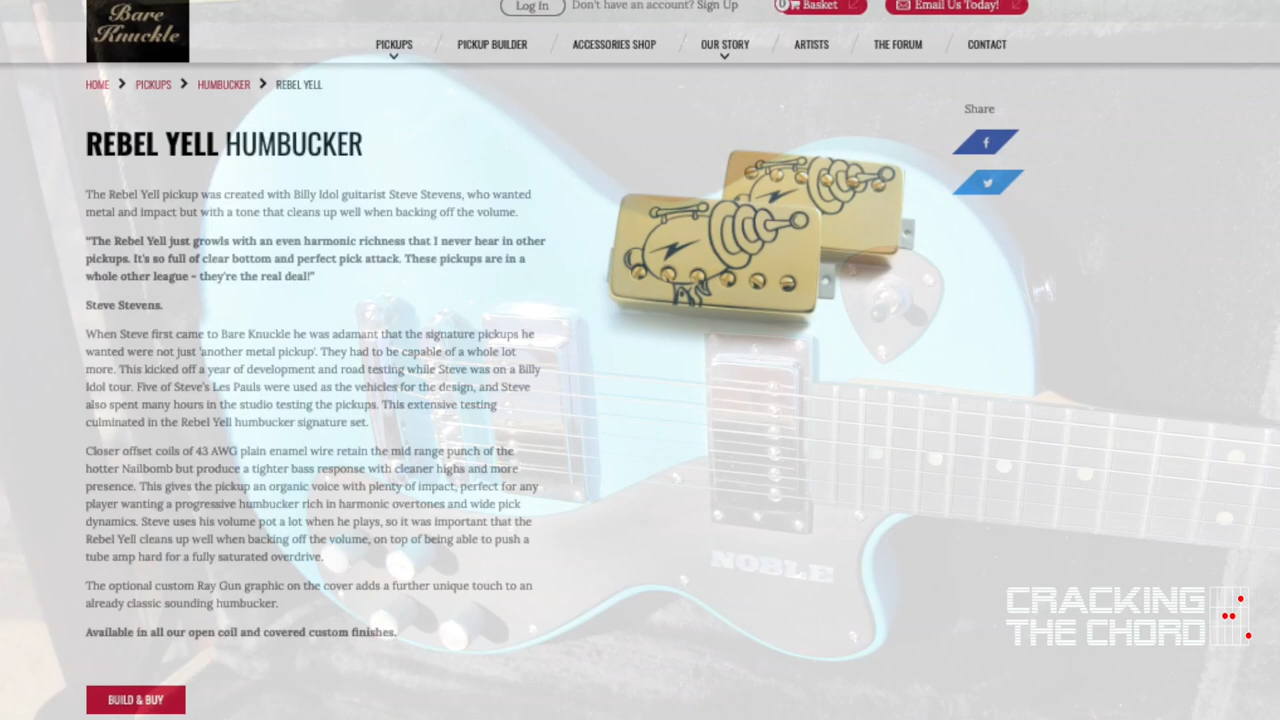 Bare
Knuckle
Log In
Don't have an account? Sign Up
0 Basket
Email Us Today!
PICKUPS
PICKUP BUILDER
ACCESSORIES SHOP
OUR STORY
ARTISTS
THE FORUM
CONTACT
HOME > PICKUPS > HUMBUCKER > REBEL YELL
Share
REBEL YELL HUMBUCKER
The Rebel Yell pickup was created with Billy Idol guitarist Steve Stevens, who wanted
metal and impact but with a tone that cleans up well when backing off the volume.
"The Rebel Yell just growls with an even harmonic richness that I never hear in other
pickups. It's so full of clear bottom and perfect pick attack. These pickups are in a
whole other league - they're the real deal!"
Steve Stevens.
When Steve first came to Bare Knuckle he was adamant that the signature pickups he
wanted were not just 'another metal pickup'. They had to be capable of a whole lot
more. This kicked off a year of development and road testing while Steve was on a Billy
Idol tour. Five of Steve's Les Pauls were used as the vehicles for the design, and Steve
also spent many hours in the studio testing the pickups. This extensive testing
culminated in the Rebel Yell humbucker signature set.
Closer offset coils of 43 AWG plain enamel wire retain the mid range punch of the
hotter Nailbomb but produce a tighter bass response with cleaner highs and more
presence. This gives the pickup an organic voice with plenty of impact, perfect for any
player wanting a progressive humbucker rich in harmonic overtones and wide pick
dynamics. Steve uses his volume pot a lot when he plays, so it was important that the
Rebel Yell cleans up well when backing off the volume, on top of being able to push a
tube amp hard for a fully saturated overdrive.
The optional custom Ray Gun graphic on the cover adds a further unique touch to an
already classic sounding humbucker.
Available in all our open coil and covered custom finishes.
BUILD & BUY
NOBLE
CRACKING
THE CHORD